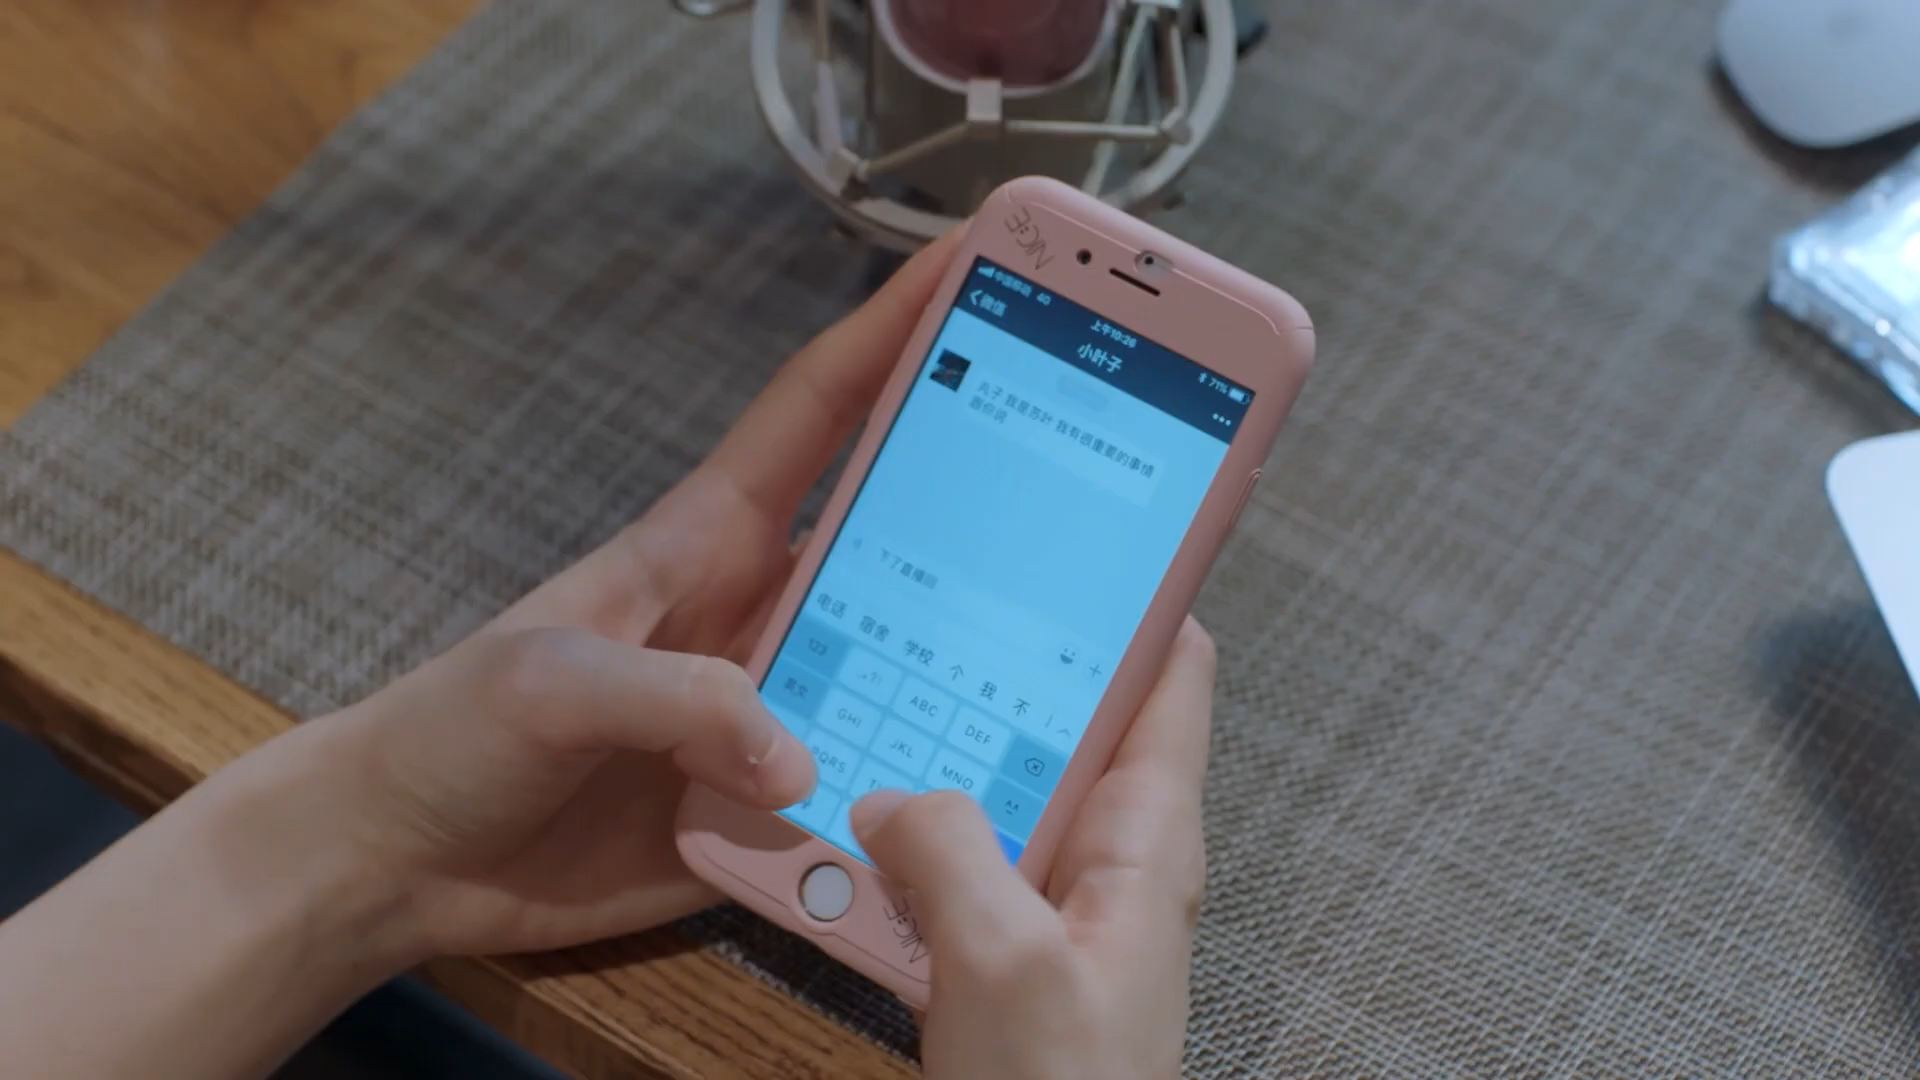 NICE
中国移动 4G
上午10:26
71%
微信
小叶子
丸子 我是苏叶 我有很重要的事情
跟你说
下了直播回
电话 宿舍 学校 个 我 不
123
.,?!
ABC
DEF
英文
GHI
JKL
MNO
PQRS
NICE